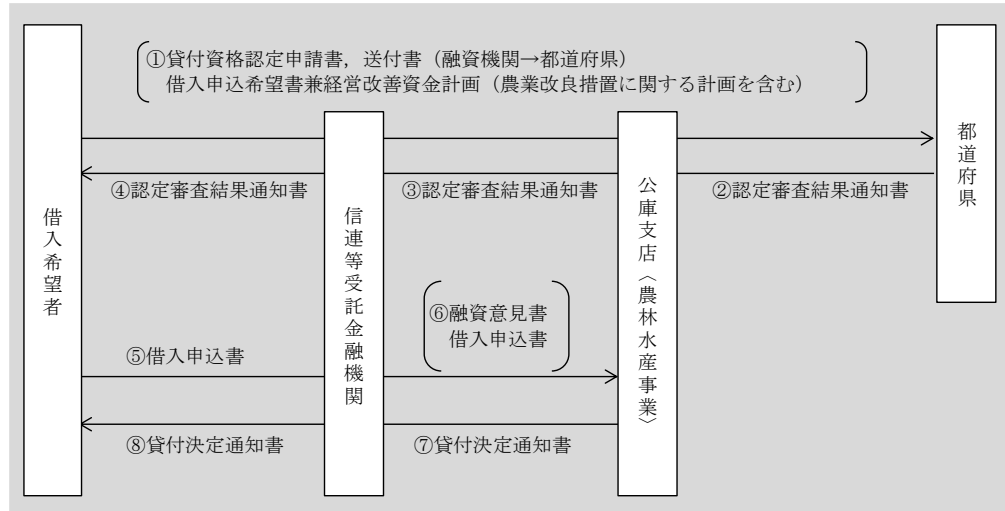 ①貸付資格認定申請書，送付書（融資機関→都道府県）
借入申込希望書兼経営改善資金計画（農業改良措置に関する計画を含む）
借入希望者
信連等受託金融機関
公庫支店〈農林水産事業〉
都道府県
④認定審査結果通知書
③認定審査結果通知書
②認定審査結果通知書
⑤借入申込書
⑥融資意見書
借入申込書
⑧貸付決定通知書
⑦貸付決定通知書